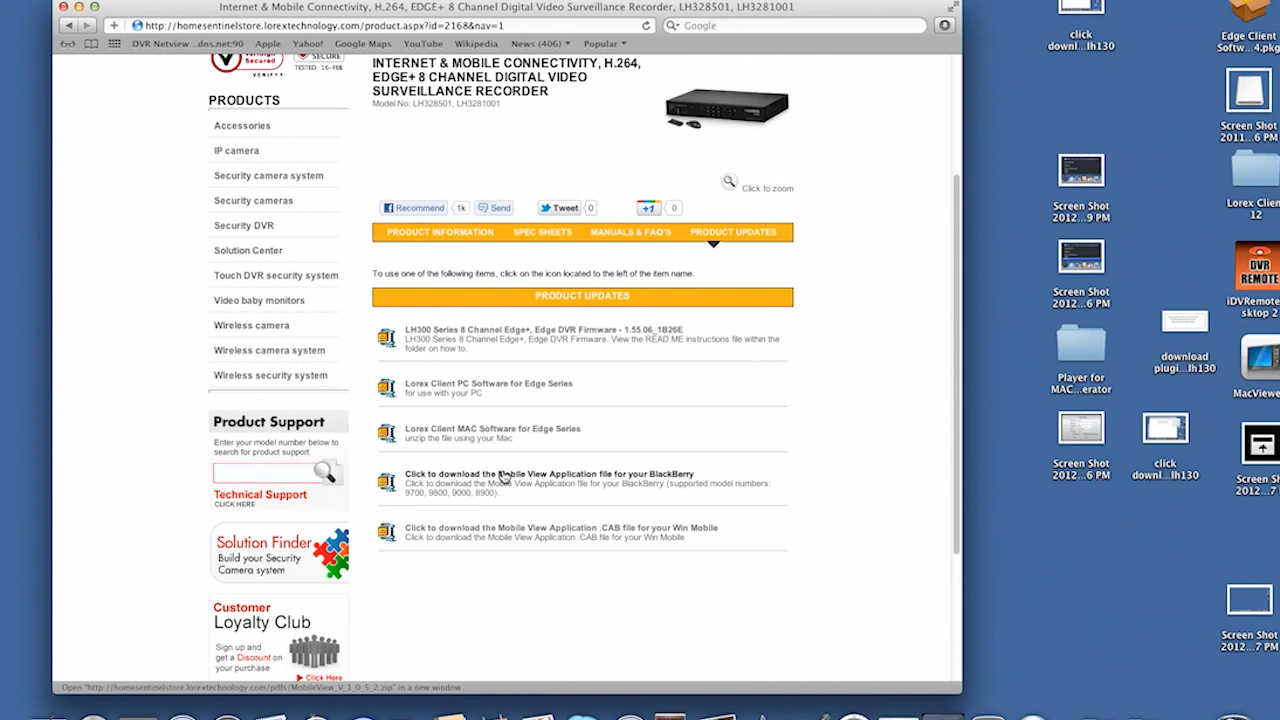 Internet & Mobile Connectivity, H.264, EDGE+ 8 Channel Digital Video Surveillance Recorder, LH328501, LH3281001
http://homesentinelstore.lorextechnology.com/product.aspx?id=2168&nav=1
Google
DVR Netview...dns.net:90 Apple Yahoo! Google Maps YouTube Wikipedia News (406) Popular
Secured
VERIFY
SECURE
TESTED 16-FEB
INTERNET & MOBILE CONNECTIVITY, H.264,
EDGE+ 8 CHANNEL DIGITAL VIDEO
SURVEILLANCE RECORDER
Model No: LH328501, LH3281001
Click to zoom
PRODUCTS
Accessories
IP camera
Security camera system
Security cameras
Security DVR
Solution Center
Touch DVR security system
Video baby monitors
Wireless camera
Wireless camera system
Wireless security system
Recommend 1k Send Tweet 0 +1 0
PRODUCT INFORMATION SPEC SHEETS MANUALS & FAQ'S PRODUCT UPDATES
To use one of the following items, click on the icon located to the left of the item name.
PRODUCT UPDATES
LH300 Series 8 Channel Edge+, Edge DVR Firmware - 1.55.06_1B26E
LH300 Series 8 Channel Edge+, Edge DVR Firmware. View the READ ME instructions file within the
folder on how to.
Lorex Client PC Software for Edge Series
for use with your PC
Lorex Client MAC Software for Edge Series
unzip the file using your Mac
Click to download the Mobile View Application file for your BlackBerry
Click to download the Mobile View Application file for your BlackBerry (supported model numbers:
9700, 9800, 9000, 8900).
Click to download the Mobile View Application .CAB file for your Win Mobile
Click to download the Mobile View Application .CAB file for your Win Mobile
Product Support
Enter your model number below to
search for product support
Technical Support
CLICK HERE
Solution Finder
Build your Security
Camera system
Customer
Loyalty Club
Sign up and
get a Discount on
your purchase
Click Here
Open "http://homesentinelstore.lorextechnology.com/pdfs/MobileView_V_1_0_5_2.zip" in a new window
click
downl...lh130
Edge Client
Softw...4.pkg
Screen Shot
2011...6 PM
Screen Shot
2012...9 PM
Lorex Clien
12
Screen Shot
2012...6 PM
DVR
REMOTE
iDVRemote
sktop 2
download
plugi...lh130
Player for
MAC...erator
MacViewe
Screen Shot
2012...6 PM
click
downl...lh130
Screen Sh
2012...7
Screen Shot
2012...7 PM